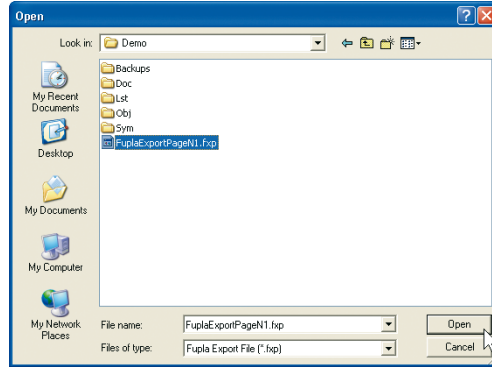 Open
Look in: Demo
Backups
Doc
Lst
Obj
Sym
FuplaExportPageN1.fxp
My Recent
Documents
Desktop
My Documents
My Computer
My Network
Places
File name: FuplaExportPageN1.fxp Open
Files of type: Fupla Export File (*.fxp) Cancel